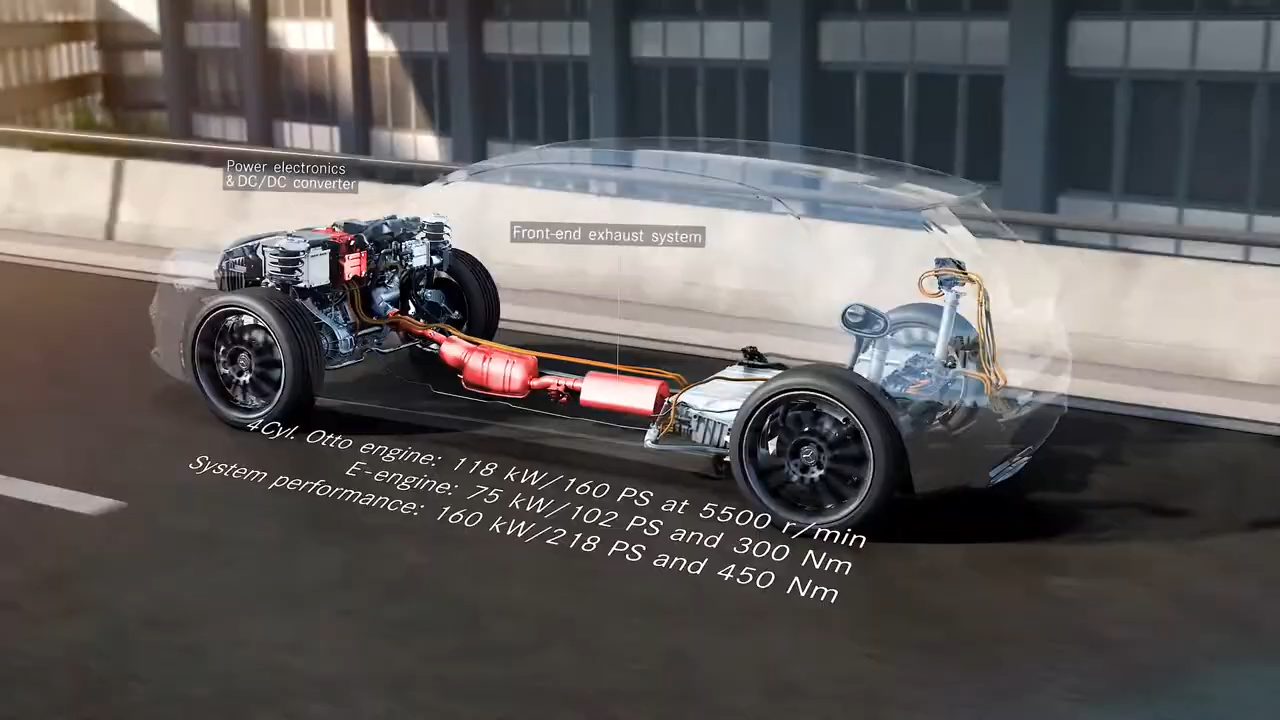 Power electronics
& DC/DC converter
Front-end exhaust system
4Cyl. Otto engine: 118 kW/160 PS at 5500 r/min
E-engine: 75 kW/102 PS and 300 Nm
System performance: 160 kW/218 PS and 450 Nm